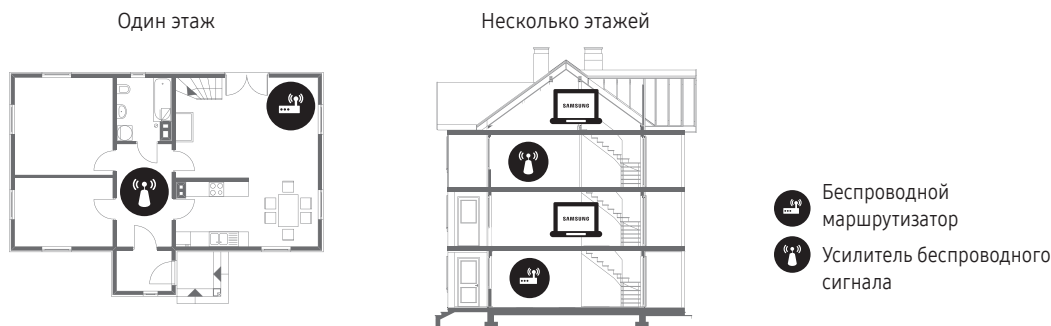 Один этаж
Несколько этажей
SAMSUNG
SAMSUNG
Беспроводной
маршрутизатор
Усилитель беспроводного
сигнала